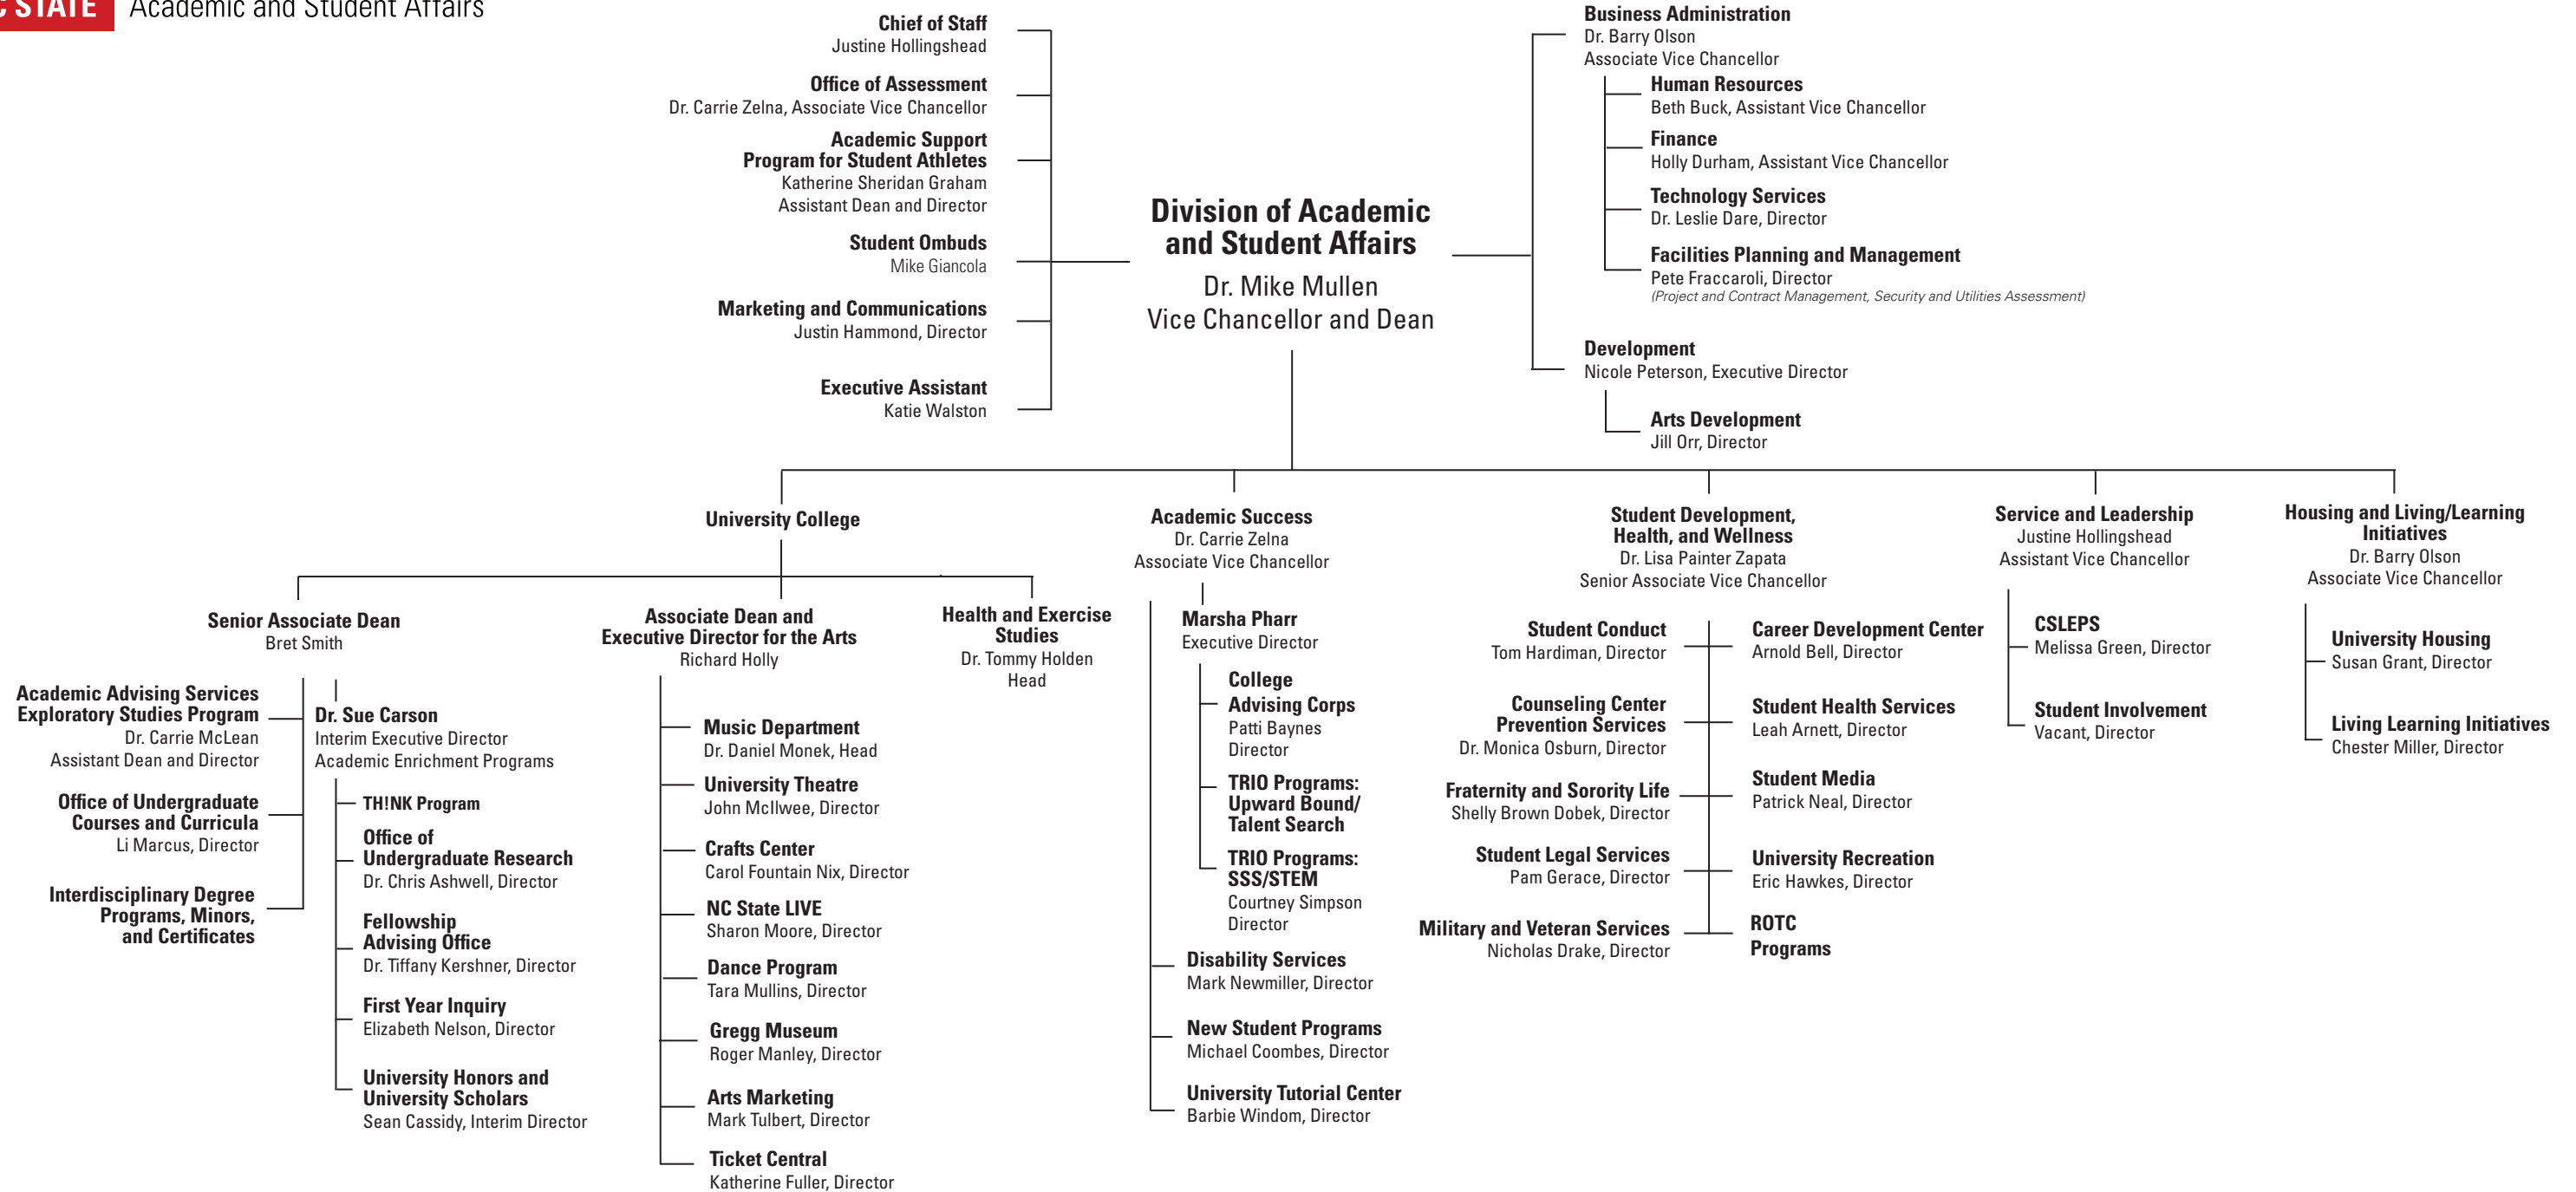 C STATE Academic and Student Affairs
Chief of Staff
Justine Hollingshead
Office of Assessment
Dr. Carrie Zelna, Associate Vice Chancellor
Academic Support
Program for Student Athletes
Katherine Sheridan Graham
Assistant Dean and Director
Student Ombuds
Mike Giancola
Marketing and Communications
Justin Hammond, Director
Executive Assistant
Katie Walston
Division of Academic
and Student Affairs
Dr. Mike Mullen
Vice Chancellor and Dean
Business Administration
Dr. Barry Olson
Associate Vice Chancellor
Human Resources
Beth Buck, Assistant Vice Chancellor
Finance
Holly Durham, Assistant Vice Chancellor
Technology Services
Dr. Leslie Dare, Director
Facilities Planning and Management
Pete Fraccaroli, Director
(Project and Contract Management, Security and Utilities Assessment)
Development
Nicole Peterson, Executive Director
Arts Development
Jill Orr, Director
University College
Senior Associate Dean
Bret Smith
Academic Advising Services
Exploratory Studies Program
Dr. Carrie McLean
Assistant Dean and Director
Office of Undergraduate
Courses and Curricula
Li Marcus, Director
Interdisciplinary Degree
Programs, Minors,
and Certificates
Dr. Sue Carson
Interim Executive Director
Academic Enrichment Programs
TH!NK Program
Office of
Undergraduate Research
Dr. Chris Ashwell, Director
Fellowship
Advising Office
Dr. Tiffany Kershner, Director
First Year Inquiry
Elizabeth Nelson, Director
University Honors and
University Scholars
Sean Cassidy, Interim Director
Associate Dean and
Executive Director for the Arts
Richard Holly
Music Department
Dr. Daniel Monek, Head
University Theatre
John McIlwee, Director
Crafts Center
Carol Fountain Nix, Director
NC State LIVE
Sharon Moore, Director
Dance Program
Tara Mullins, Director
Gregg Museum
Roger Manley, Director
Arts Marketing
Mark Tulbert, Director
Ticket Central
Katherine Fuller, Director
Health and Exercise
Studies
Dr. Tommy Holden
Head
Academic Success
Dr. Carrie Zelna
Associate Vice Chancellor
Marsha Pharr
Executive Director
College
Advising Corps
Patti Baynes
Director
TRIO Programs:
Upward Bound/
Talent Search
TRIO Programs:
SSS/STEM
Courtney Simpson
Director
Disability Services
Mark Newmiller, Director
New Student Programs
Michael Coombes, Director
University Tutorial Center
Barbie Windom, Director
Student Development,
Health, and Wellness
Dr. Lisa Painter Zapata
Senior Associate Vice Chancellor
Student Conduct
Tom Hardiman, Director
Counseling Center
Prevention Services
Dr. Monica Osburn, Director
Fraternity and Sorority Life
Shelly Brown Dobek, Director
Student Legal Services
Pam Gerace, Director
Military and Veteran Services
Nicholas Drake, Director
Career Development Center
Arnold Bell, Director
Student Health Services
Leah Arnett, Director
Student Media
Patrick Neal, Director
University Recreation
Eric Hawkes, Director
ROTC
Programs
Service and Leadership
Justine Hollingshead
Assistant Vice Chancellor
CSLEPS
Melissa Green, Director
Student Involvement
Vacant, Director
Housing and Living/Learning
Initiatives
Dr. Barry Olson
Associate Vice Chancellor
University Housing
Susan Grant, Director
Living Learning Initiatives
Chester Miller, Director